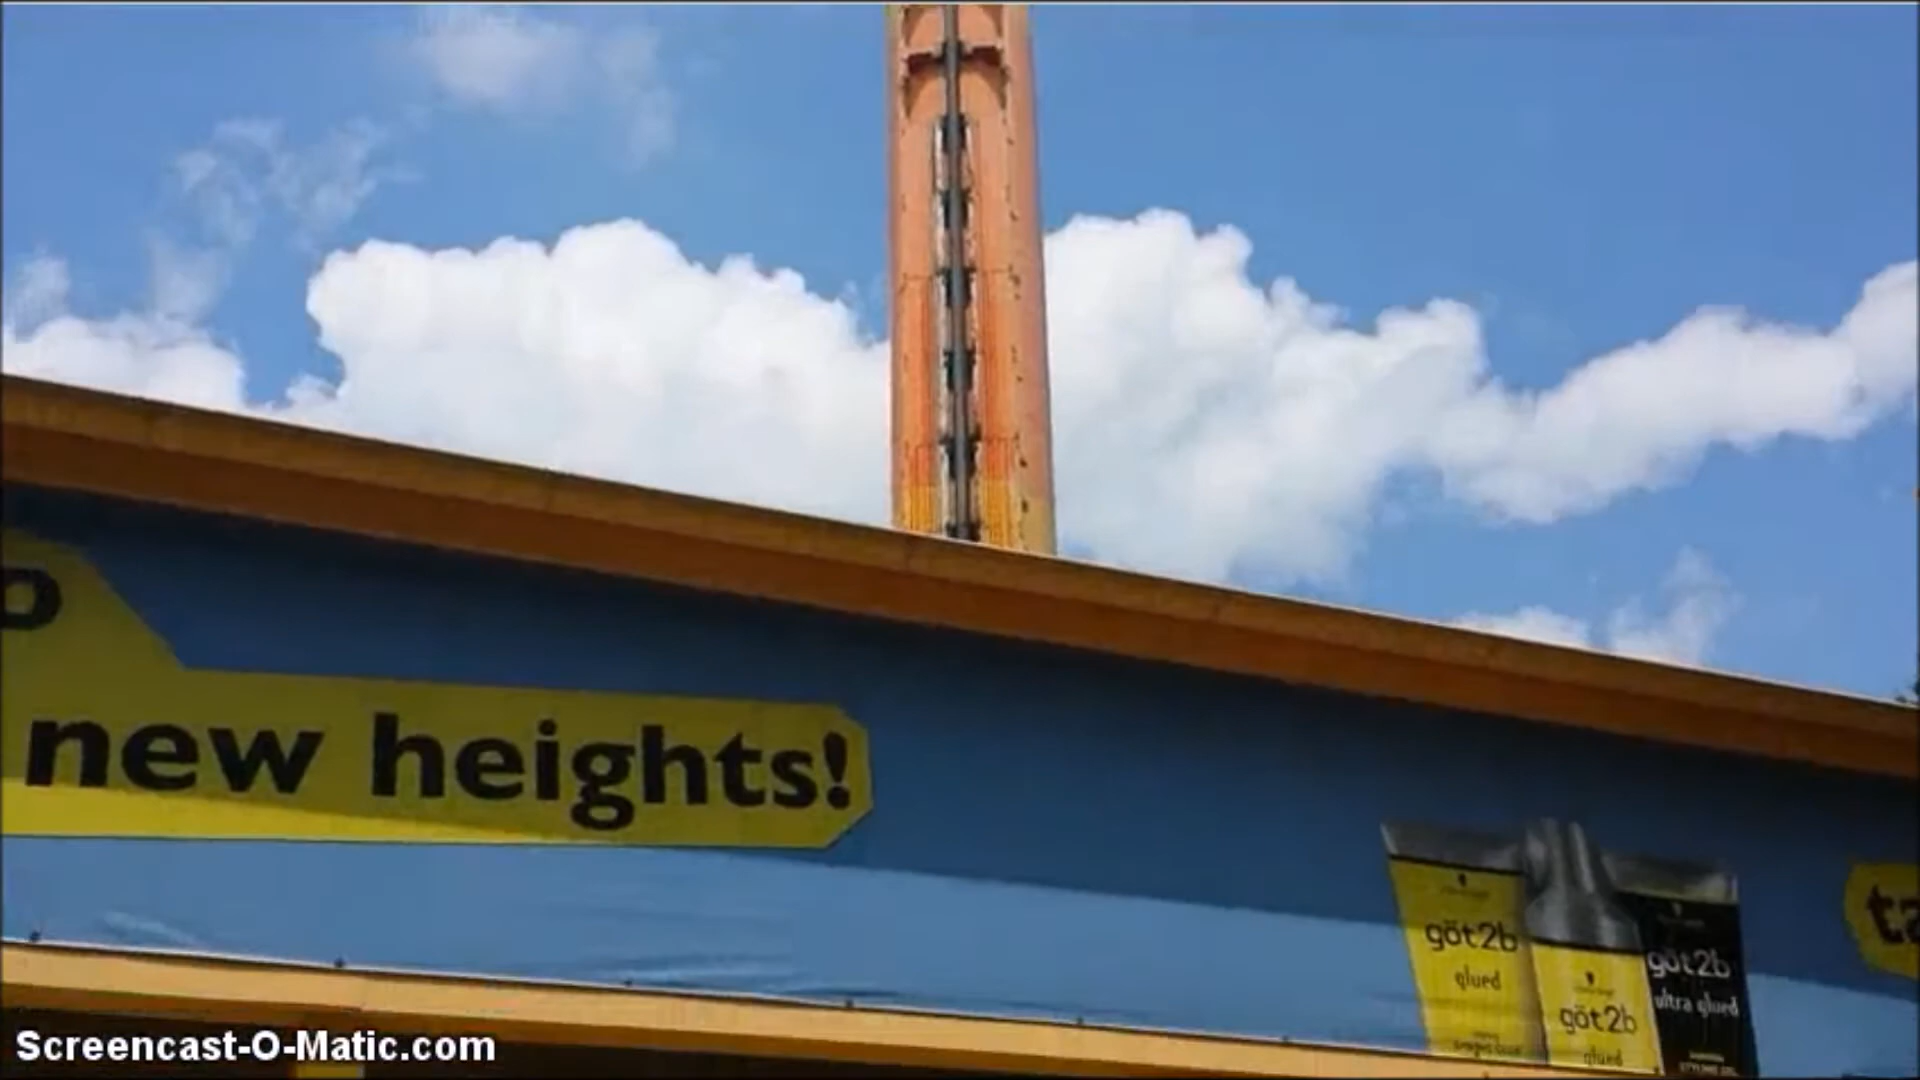 new heights!
göt2b
glued
göt2b
glued
göt2b
ultra glued
Screencast-O-Matic.com